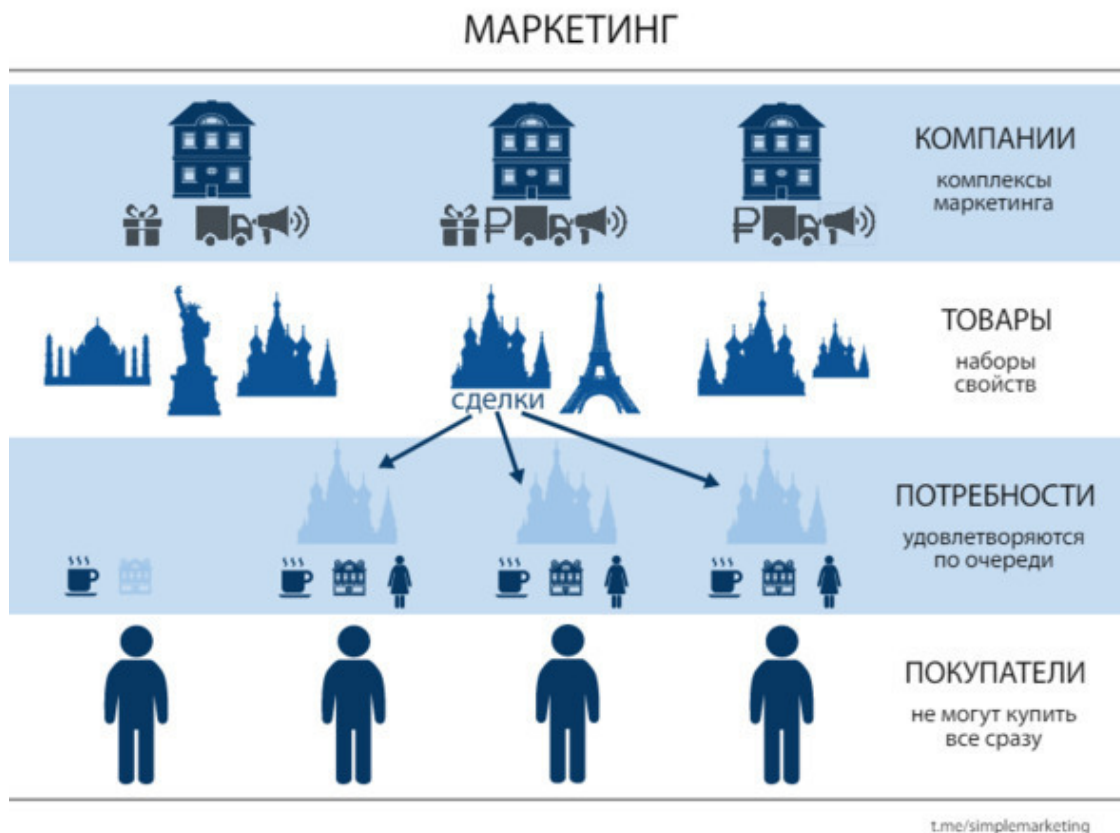 МАРКЕТИНГ
КОМПАНИИ
комплексы
маркетинга
ТОВАРЫ
наборы
свойств
сделки
ПОТРЕБНОСТИ
удовлетворяются
по очереди
ПОКУПАТЕЛИ
не могут купить
все сразу
t.me/simplemarketing